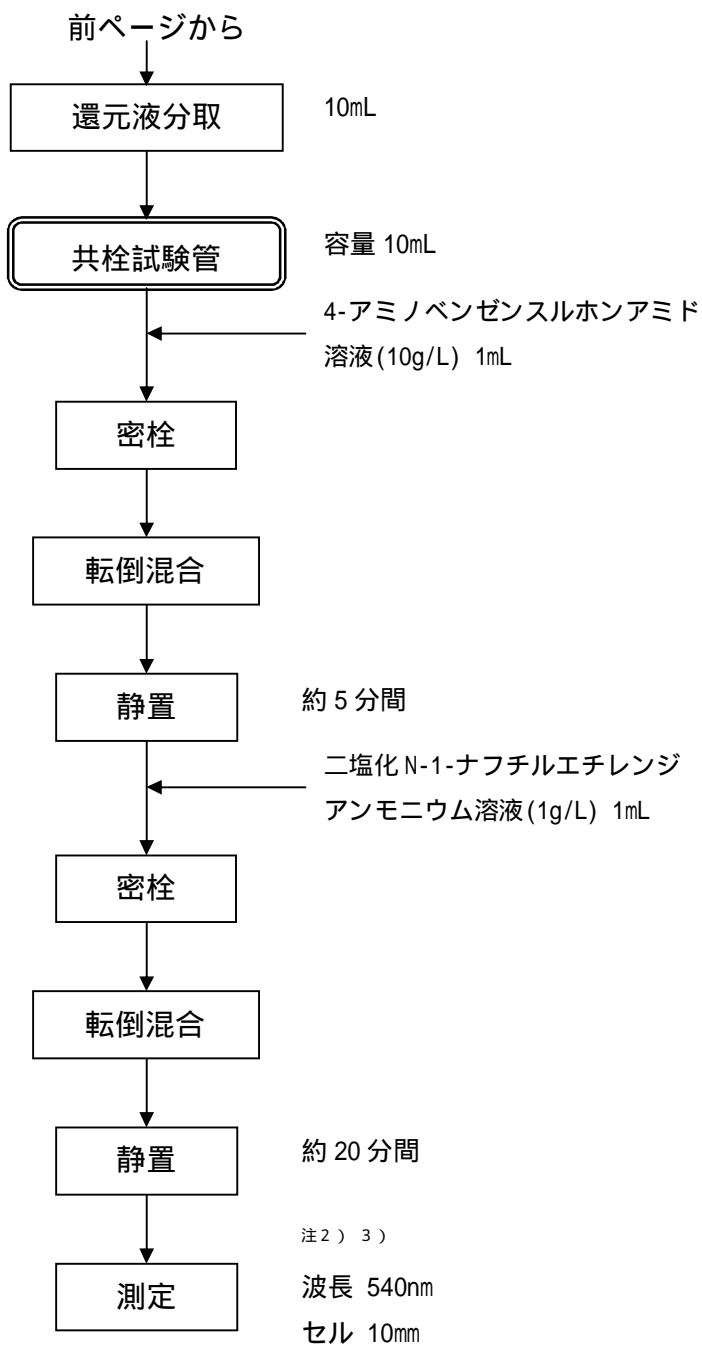 前ページから
還元液分取
10mL
共栓試験管
容量 10mL
4-アミノベンゼンスルホンアミド
溶液(10g/L) 1mL
密栓
転倒混合
静置
約 5 分間
二塩化 N-1-ナフチルエチレンジ
アンモニウム溶液(1g/L) 1mL
密栓
転倒混合
静置
約 20 分間
注2) 3)
測定
波長 540nm
セル 10mm